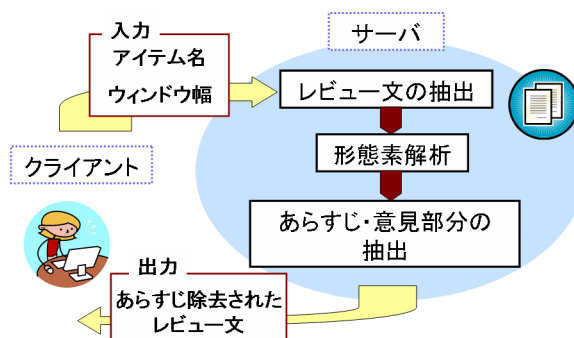 入力
アイテム名
ウィンドウ幅
サーバ
レビュー文の抽出
形態素解析
あらすじ・意見部分の
抽出
クライアント
出力
あらすじ除去された
レビュー文